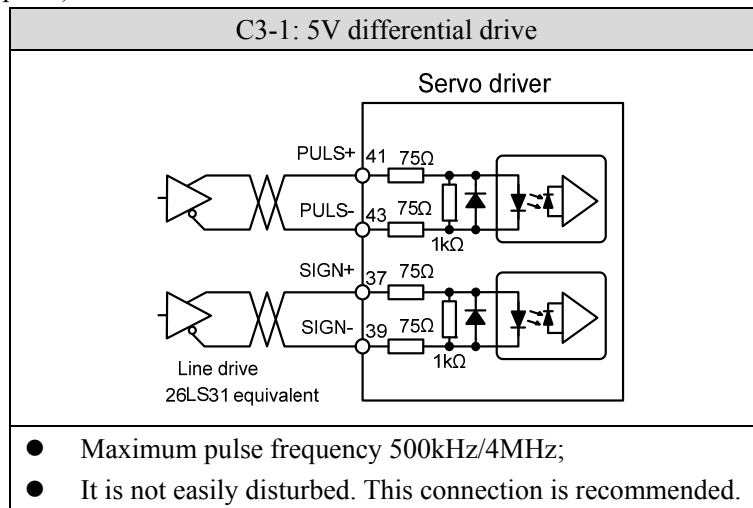 C3-1: 5V differential drive
Servo driver
PULS+ 41 75Ω
PULS- 43 75Ω
1kΩ
SIGN+ 37 75Ω
SIGN- 39 75Ω
1kΩ
Line drive
26LS31 equivalent
● Maximum pulse frequency 500kHz/4MHz;
● It is not easily disturbed. This connection is recommended.